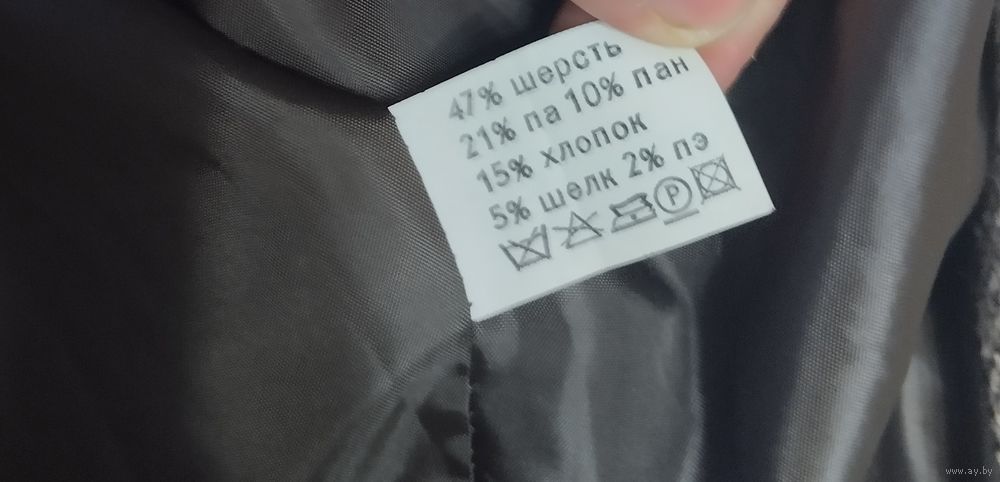 47% шерсть
21% па 10% пан
15% хлопок
5% шелк 2% пэ
P
www.ay.by